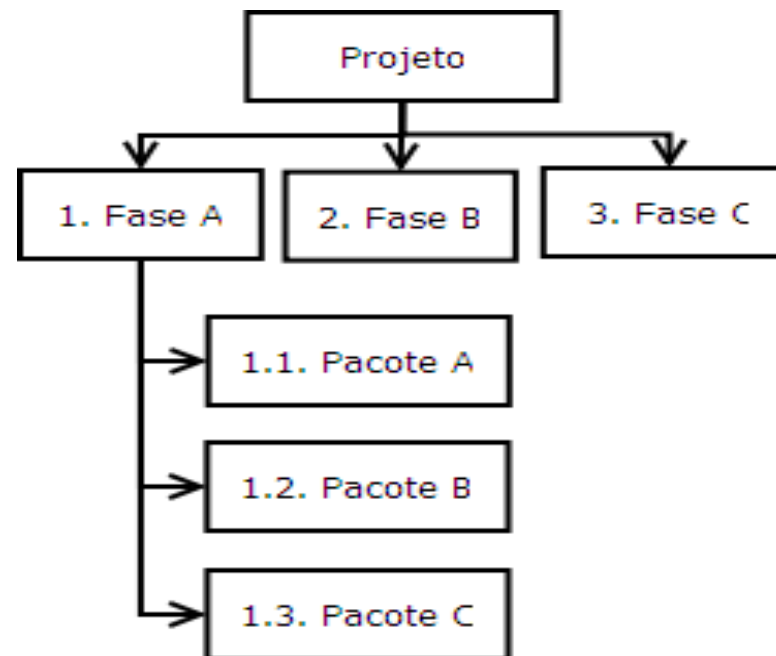 Projeto
1. Fase A
2. Fase B
3. Fase C
1.1. Pacote A
1.2. Pacote B
1.3. Pacote C